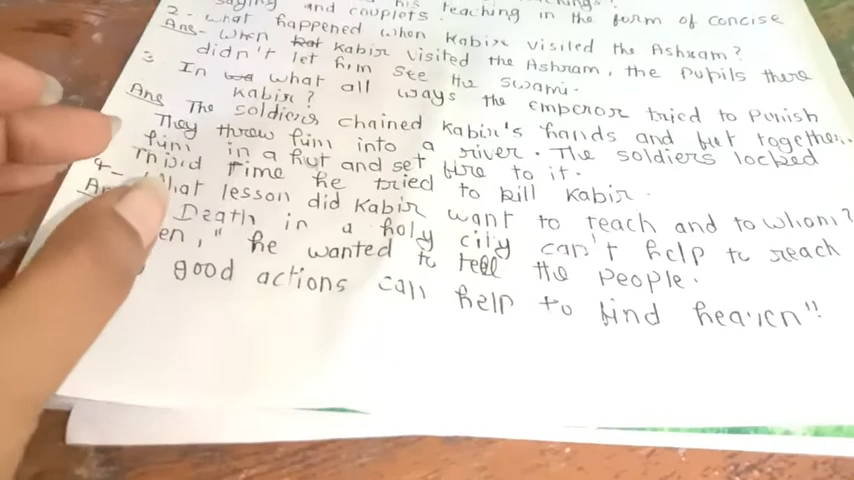 saying and couplets. teaching in the form of concise
2- what happened when Kabir visited the Ashram?
Ans- When Kabir visited the Ashram, the pupils there
didn't let him see the swami.
3 In what all ways the emperor tried to punish
Kabir?
Ans The soldiers chained Kabir's hands and feet together.
They threw him into a river. The soldiers locked
him in a hut and set fire to it.
Third time he tried to kill Kabir.
4- What lesson did Kabir want to teach and to whom?
Death in a holy city can't help to reach
en," he wanted to tell the people.
good actions can help to find heaven".